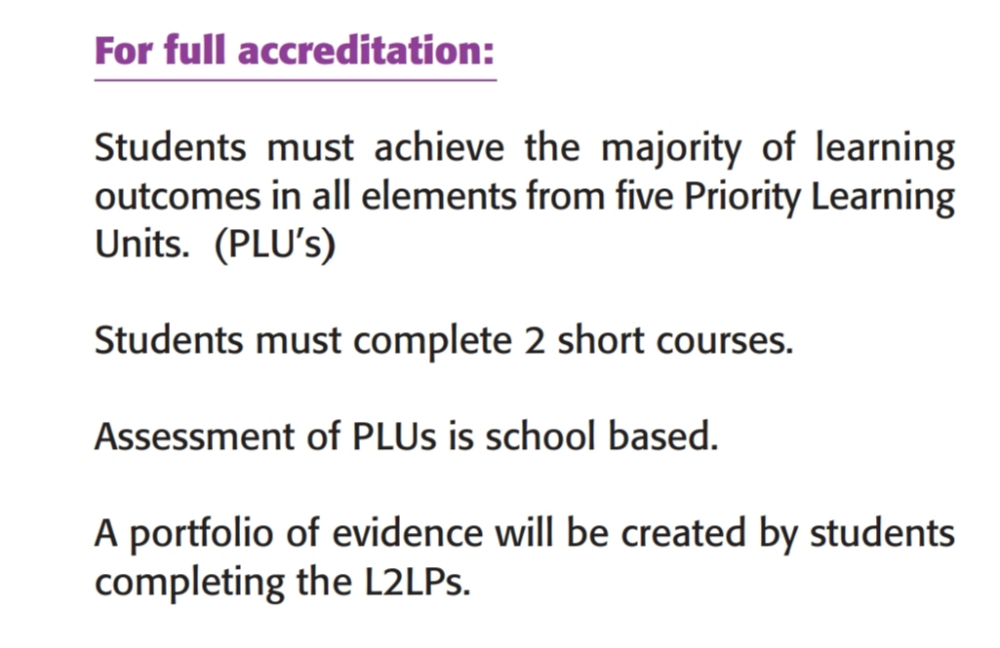 For full accreditation:
Students must achieve the majority of learning
outcomes in all elements from five Priority Learning
Units. (PLU’s)
Students must complete 2 short courses.
Assessment of PLUs is school based.
A portfolio of evidence will be created by students
completing the L2LPs.